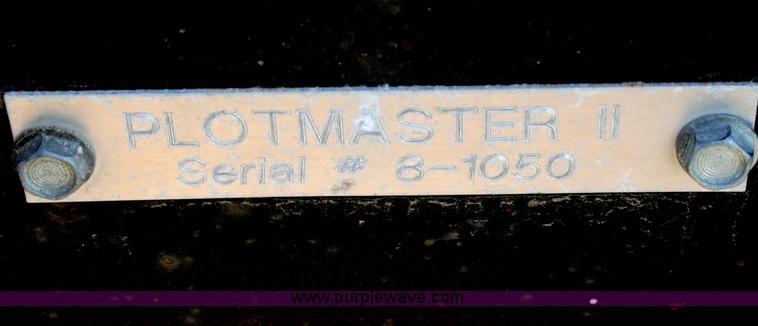 PLOTMASTER II
Serial # 8-1050
www.purplewave.com